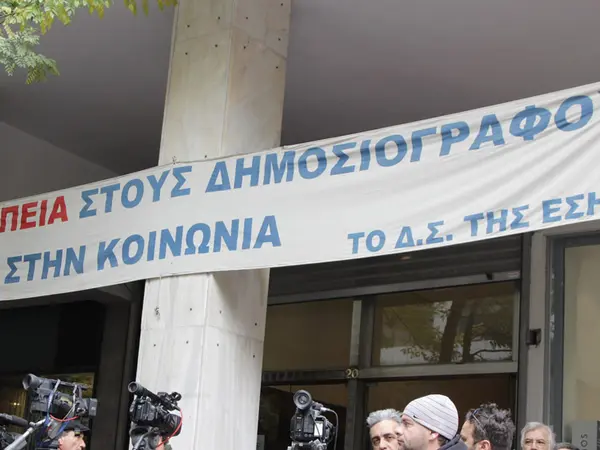 ΠΕΙΑ ΣΤΟΥΣ ΔΗΜΟΣΙΟΓΡΑΦΟ
ΣΤΗΝ ΚΟΙΝΩΝΙΑ ΤΟ Δ.Σ. ΤΗΣ ΕΣΗ
20